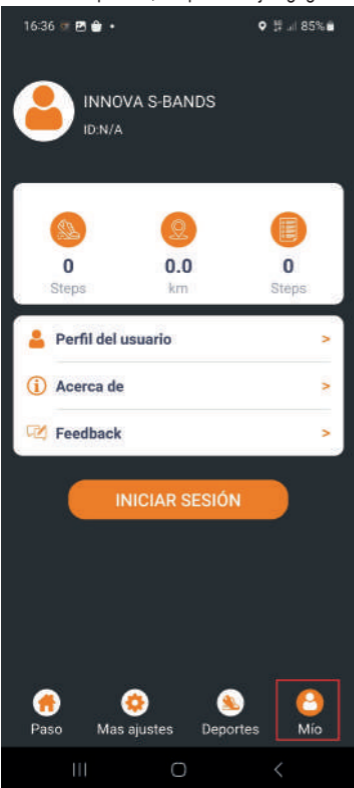 16:36 85%
INNOVA S-BANDS
ID:N/A
0 0.0 0
Steps km Steps
Perfil del usuario >
Acerca de >
Feedback >
INICIAR SESIÓN
Paso Mas ajustes Deportes Mío